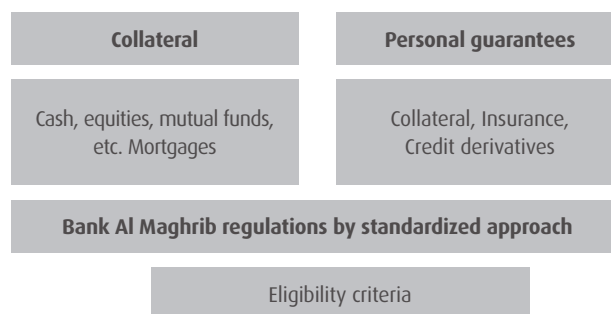 Collateral
Personal guarantees
Cash, equities, mutual funds,
etc. Mortgages
Collateral, Insurance,
Credit derivatives
Bank Al Maghrib regulations by standardized approach
Eligibility criteria